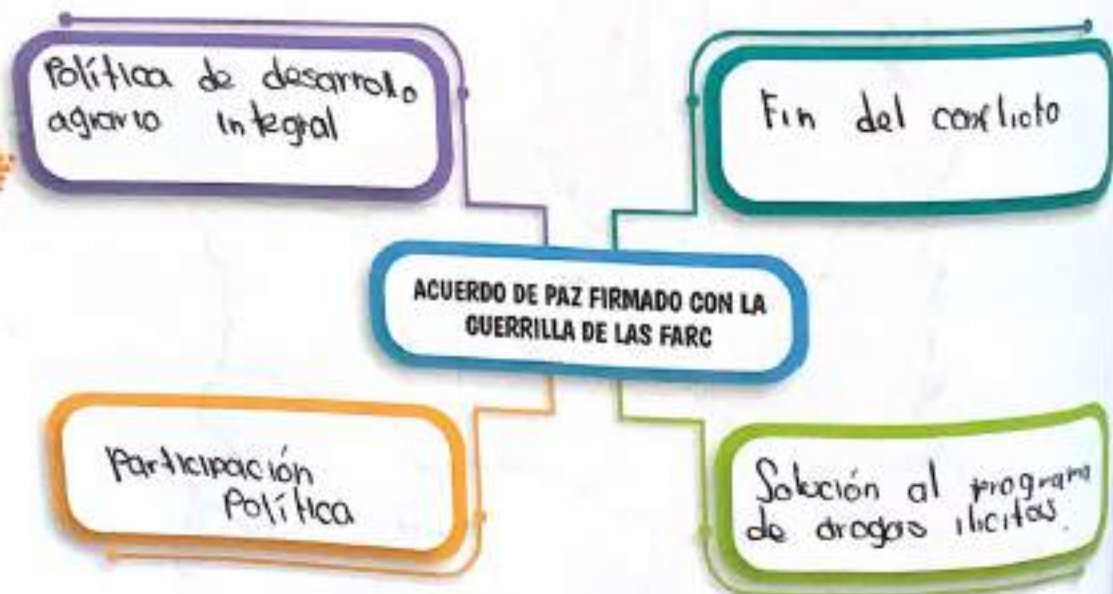 Política de desarrollo
agrario integral
Fin del conflicto
ACUERDO DE PAZ FIRMADO CON LA
GUERRILLA DE LAS FARC
Participación
Política
Solución al programa
de drogas ilicitas.